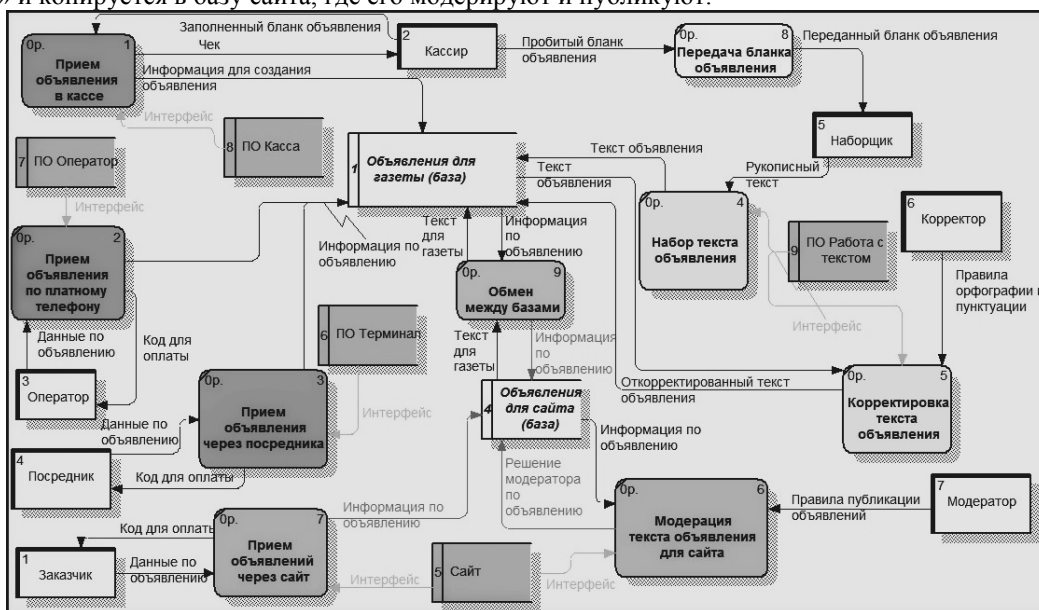 и копируется в базу сайта, где его модерируют и публикуют.
Заполненный бланк объявления
0р. 1
Прием
объявления
в кассе
Чек
Информация для создания
объявления
2
Кассир
Пробитый бланк
объявления
0р. 8
Передача бланка
объявления
Переданный бланк объявления
5
Наборщик
Интерфейс
8
ПО Касса
7
ПО Оператор
Интерфейс
1
Объявления для
газеты (база)
Текст объявления
Текст
объявления
Рукописный
текст
0р. 4
Набор текста
объявления
6
Корректор
9
ПО Работа с
текстом
Правила
орфографии и
пунктуации
Интерфейс
0р. 2
Прием
объявления
по платному
телефону
Информация по
объявлению
Текст
для
газеты
Информация
по
объявлению
0р. 9
Обмен
между базами
Данные по
объявлению
Код для
оплаты
3
Оператор
6
ПО Терминал
Текст
для
газеты
Информация
по
объявлению
0р. 3
Прием
объявления
через посредника
Интерфейс
4
Объявления
для сайта
(база)
Откорректированный текст
объявления
0р. 5
Корректировка
текста
объявления
Данные по
объявлению
4
Посредник
Код для оплаты
Информация по
объявлению
Решение
модератора
по
объявлению
0р. 6
Модерация
текста объявления
для сайта
Правила публикации
объявлений
7
Модератор
Код для оплаты
0р. 7
Прием
объявлений
через сайт
Информация по
объявлению
1
Заказчик
Данные по
объявлению
Интерфейс
5
Сайт
Интерфейс